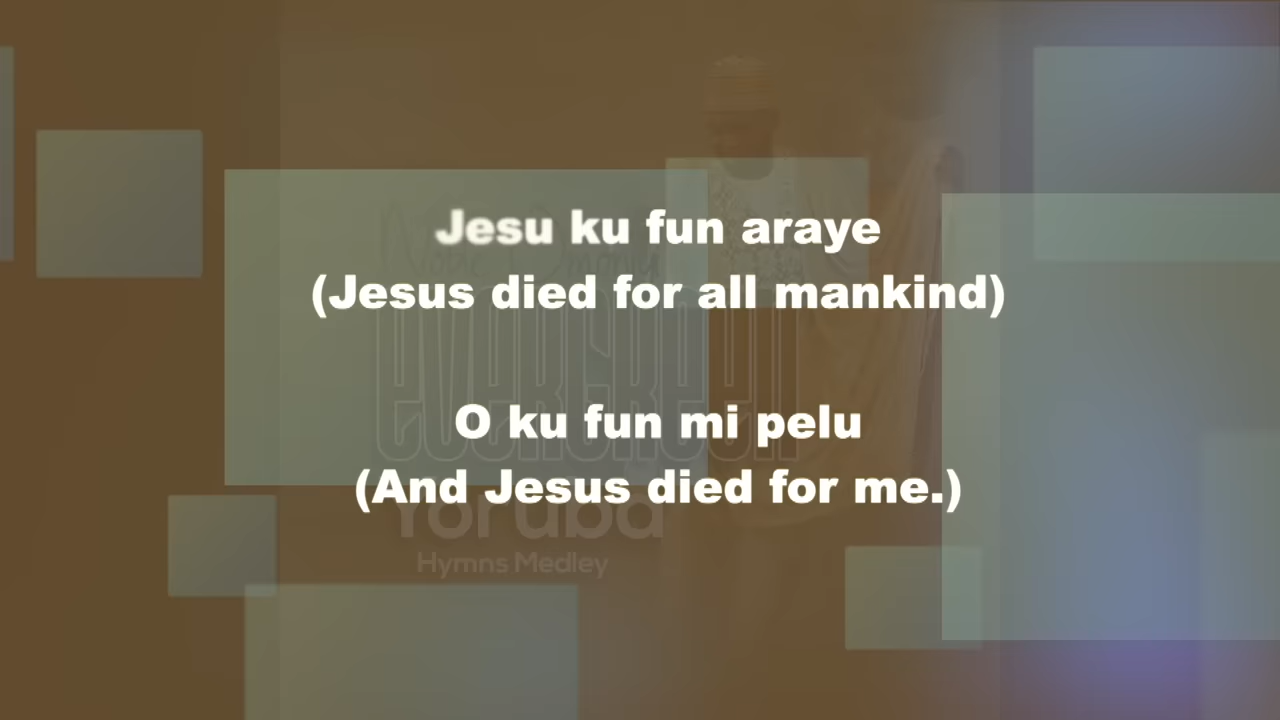 Jesu ku fun araye
(Jesus died for all mankind)
O ku fun mi pelu
(And Jesus died for me.)
evergreen
Yoruba
Hymns Medley